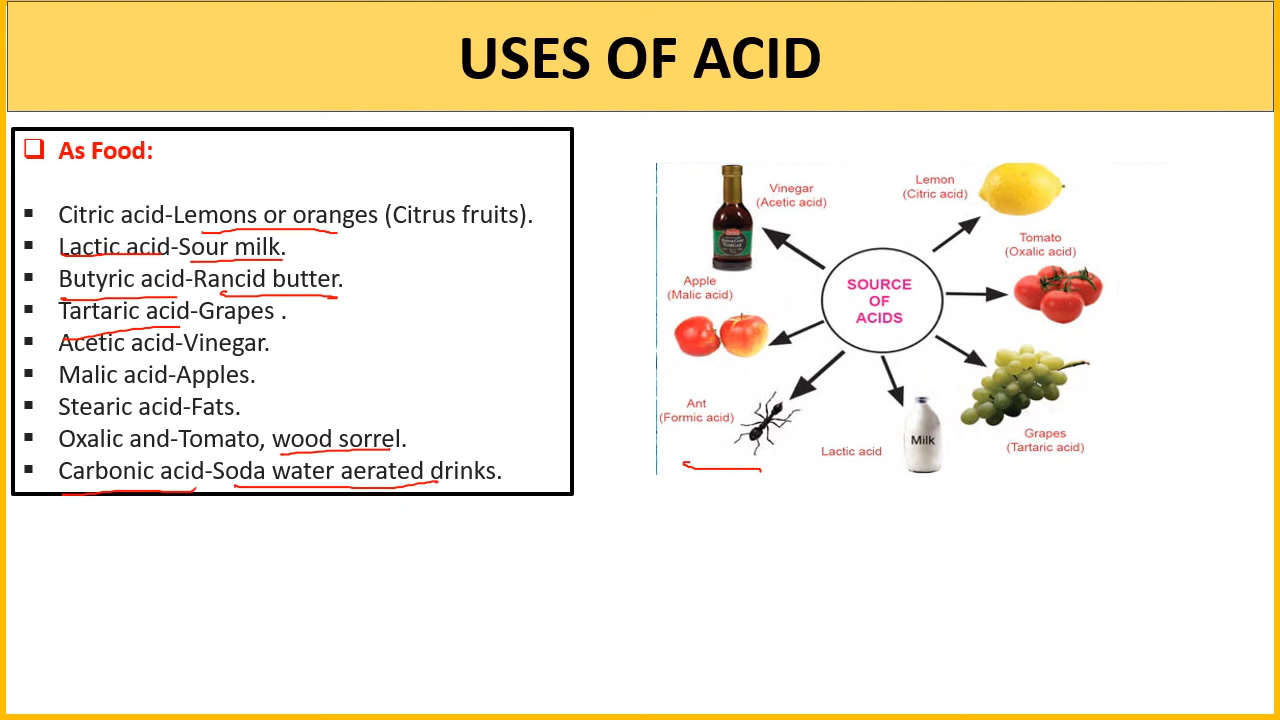 USES OF ACID
❑ As Food:
▪ Citric acid-Lemons or oranges (Citrus fruits).
▪ Lactic acid-Sour milk.
▪ Butyric acid-Rancid butter.
▪ Tartaric acid-Grapes .
▪ Acetic acid-Vinegar.
▪ Malic acid-Apples.
▪ Stearic acid-Fats.
▪ Oxalic and-Tomato, wood sorrel.
▪ Carbonic acid-Soda water aerated drinks.
Vinegar
(Acetic acid)
Lemon
(Citric acid)
Tomato
(Oxalic acid)
Apple
(Malic acid)
SOURCE
OF
ACIDS
Ant
(Formic acid)
Lactic acid
Milk
Grapes
(Tartaric acid)